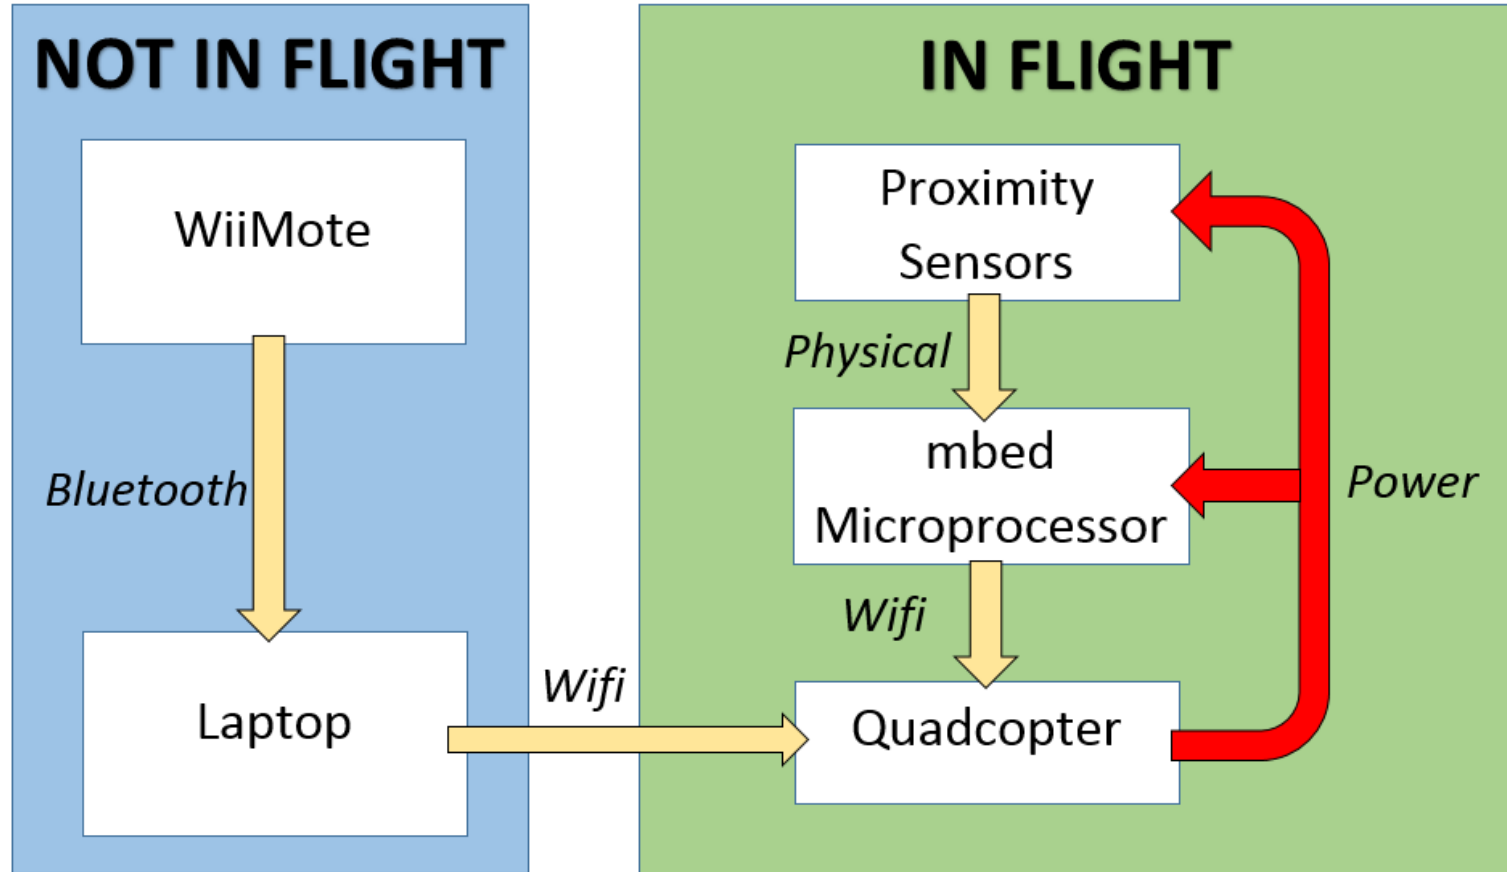 NOT IN FLIGHT
WiiMote
Bluetooth
Laptop
Wifi
IN FLIGHT
Proximity
Sensors
Physical
mbed
Microprocessor
Wifi
Quadcopter
Power